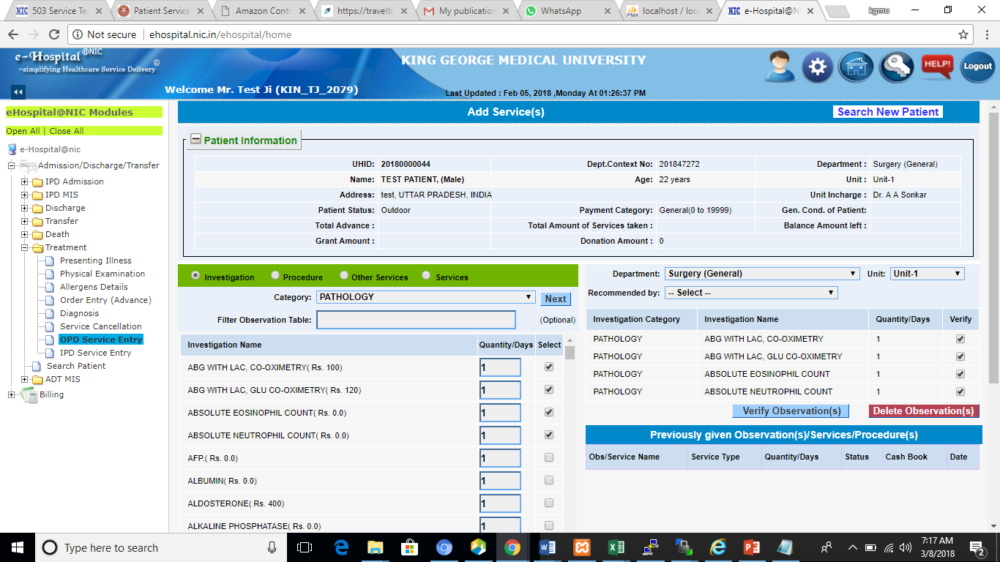 503 Service Te
Patient Service
Amazon Contr
https://traveltr
My publication
WhatsApp
localhost / loca
e-Hospital@N
kgmu
Not secure | ehospital.nic.in/ehospital/home
e-Hospital @NIC ©
~simplifying Healthcare Service Delivery
KING GEORGE MEDICAL UNIVERSITY
HELP!
Logout
Welcome Mr. Test Ji (KIN_TJ_2079)
Last Updated : Feb 05, 2018 ,Monday At 01:26:37 PM
eHospital@NIC Modules
Open All | Close All
e-Hospital@nic
Admission/Discharge/Transfer
IPD Admission
IPD MIS
Discharge
Transfer
Death
Treatment
Presenting Illness
Physical Examination
Allergens Details
Order Entry (Advance)
Diagnosis
Service Cancellation
OPD Service Entry
IPD Service Entry
Search Patient
ADT MIS
Billing
Add Service(s)
Search New Patient
Patient Information
UHID: 20180000044 Dept.Context No: 201847272 Department : Surgery (General)
Name: TEST PATIENT, (Male) Age: 22 years Unit : Unit-1
Address: test, UTTAR PRADESH, INDIA Unit Incharge : Dr. A A Sonkar
Patient Status: Outdoor Payment Category: General(0 to 19999) Gen. Cond. of Patient:
Total Advance : Total Amount of Services taken : Balance Amount left :
Grant Amount : Donation Amount : 0
Investigation Procedure Other Services Services
Category: PATHOLOGY Next
Filter Observation Table: (Optional)
Investigation Name Quantity/Days Select
ABG WITH LAC, CO-OXIMETRY( Rs. 100) 1
ABG WITH LAC, GLU CO-OXIMETRY( Rs. 120) 1
ABSOLUTE EOSINOPHIL COUNT( Rs. 0.0) 1
ABSOLUTE NEUTROPHIL COUNT( Rs. 0.0) 1
AFP.( Rs. 0.0) 1
ALBUMIN( Rs. 0.0) 1
ALDOSTERONE( Rs. 400) 1
ALKALINE PHOSPHATASE( Rs. 0.0) 1
Department: Surgery (General) Unit: Unit-1
Recommended by: -- Select --
Investigation Category Investigation Name Quantity/Days Verify
PATHOLOGY ABG WITH LAC, CO-OXIMETRY 1
PATHOLOGY ABG WITH LAC, GLU CO-OXIMETRY 1
PATHOLOGY ABSOLUTE EOSINOPHIL COUNT 1
PATHOLOGY ABSOLUTE NEUTROPHIL COUNT 1
Verify Observation(s) Delete Observation(s)
Previously given Observation(s)/Services/Procedure(s)
Obs/Service Name Service Type Quantity/Days Status Cash Book Date
Type here to search
7:17 AM
3/8/2018
2